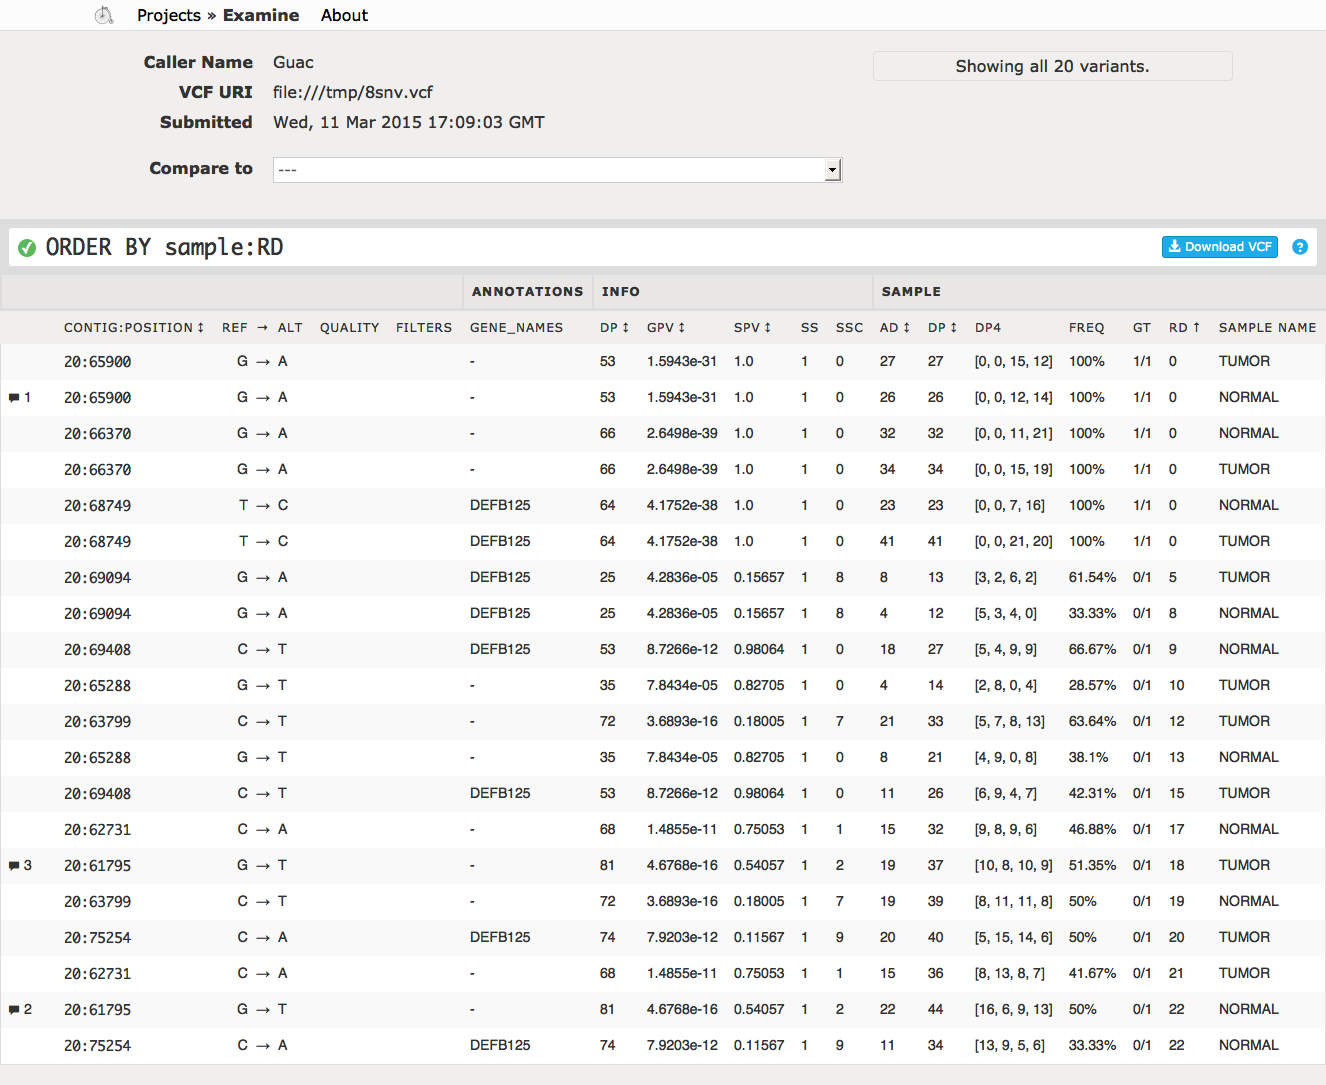 Projects » Examine About
Caller Name Guac
Showing all 20 variants.
VCF URI file:///tmp/8snv.vcf
Submitted Wed, 11 Mar 2015 17:09:03 GMT
Compare to ---
ORDER BY sample:RD Download VCF ?
ANNOTATIONS INFO SAMPLE
CONTIG:POSITION ↕ REF → ALT QUALITY FILTERS GENE_NAMES DP ↕ GPV ↕ SPV ↕ SS SSC AD ↕ DP ↕ DP4 FREQ GT RD ↑ SAMPLE NAME
20:65900 G → A - 53 1.5943e-31 1.0 1 0 27 27 [0, 0, 15, 12] 100% 1/1 0 TUMOR
1 20:65900 G → A - 53 1.5943e-31 1.0 1 0 26 26 [0, 0, 12, 14] 100% 1/1 0 NORMAL
20:66370 G → A - 66 2.6498e-39 1.0 1 0 32 32 [0, 0, 11, 21] 100% 1/1 0 NORMAL
20:66370 G → A - 66 2.6498e-39 1.0 1 0 34 34 [0, 0, 15, 19] 100% 1/1 0 TUMOR
20:68749 T → C DEFB125 64 4.1752e-38 1.0 1 0 23 23 [0, 0, 7, 16] 100% 1/1 0 NORMAL
20:68749 T → C DEFB125 64 4.1752e-38 1.0 1 0 41 41 [0, 0, 21, 20] 100% 1/1 0 TUMOR
20:69094 G → A DEFB125 25 4.2836e-05 0.15657 1 8 8 13 [3, 2, 6, 2] 61.54% 0/1 5 TUMOR
20:69094 G → A DEFB125 25 4.2836e-05 0.15657 1 8 4 12 [5, 3, 4, 0] 33.33% 0/1 8 NORMAL
20:69408 C → T DEFB125 53 8.7266e-12 0.98064 1 0 18 27 [5, 4, 9, 9] 66.67% 0/1 9 NORMAL
20:65288 G → T - 35 7.8434e-05 0.82705 1 0 4 14 [2, 8, 0, 4] 28.57% 0/1 10 TUMOR
20:63799 C → T - 72 3.6893e-16 0.18005 1 7 21 33 [5, 7, 8, 13] 63.64% 0/1 12 TUMOR
20:65288 G → T - 35 7.8434e-05 0.82705 1 0 8 21 [4, 9, 0, 8] 38.1% 0/1 13 NORMAL
20:69408 C → T DEFB125 53 8.7266e-12 0.98064 1 0 11 26 [6, 9, 4, 7] 42.31% 0/1 15 TUMOR
20:62731 C → A - 68 1.4855e-11 0.75053 1 1 15 32 [9, 8, 9, 6] 46.88% 0/1 17 NORMAL
3 20:61795 G → T - 81 4.6768e-16 0.54057 1 2 19 37 [10, 8, 10, 9] 51.35% 0/1 18 TUMOR
20:63799 C → T - 72 3.6893e-16 0.18005 1 7 19 39 [8, 11, 11, 8] 50% 0/1 19 NORMAL
20:75254 C → A DEFB125 74 7.9203e-12 0.11567 1 9 20 40 [5, 15, 14, 6] 50% 0/1 20 TUMOR
20:62731 C → A - 68 1.4855e-11 0.75053 1 1 15 36 [8, 13, 8, 7] 41.67% 0/1 21 TUMOR
2 20:61795 G → T - 81 4.6768e-16 0.54057 1 2 22 44 [16, 6, 9, 13] 50% 0/1 22 NORMAL
20:75254 C → A DEFB125 74 7.9203e-12 0.11567 1 9 11 34 [13, 9, 5, 6] 33.33% 0/1 22 NORMAL